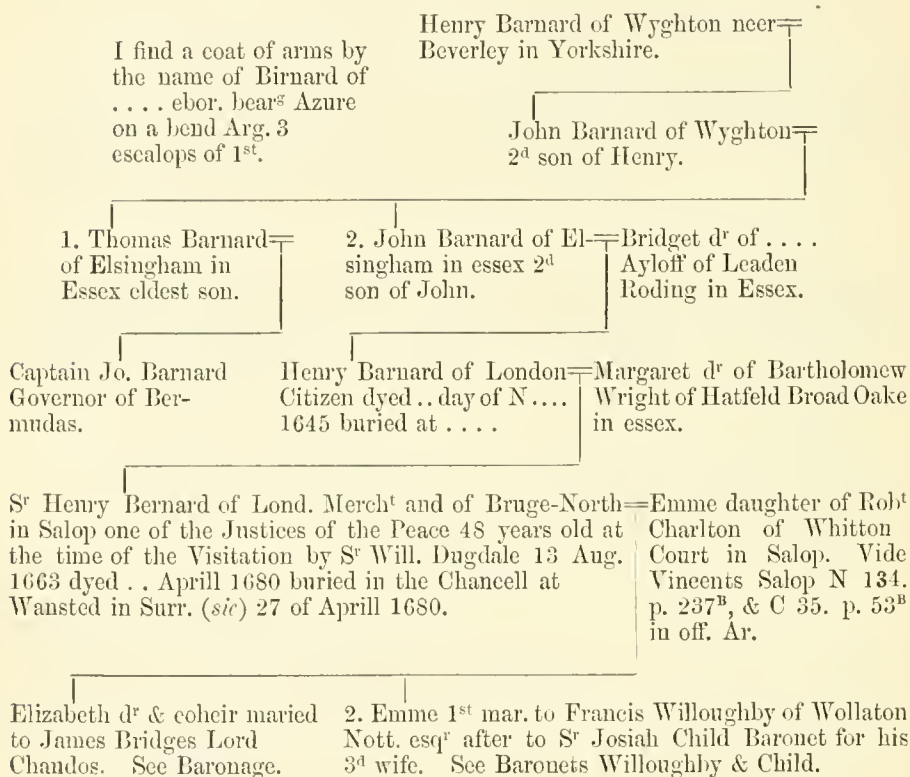 Henry Barnard of Wyghton neer
Beverley in Yorkshire.
I find a coat of arms by
the name of Birnard of
. . . . ebor. bearᵍ Azure
on a bend Arg. 3
escalops of 1ˢᵗ.
John Barnard of Wyghton
2ᵈ son of Henry.
1. Thomas Barnard
of Elsingham in
Essex eldest son.
2. John Barnard of El-
singham in essex 2ᵈ
son of John.
Bridget dʳ of . . . .
Ayloff of Leaden
Roding in Essex.
Captain Jo. Barnard
Governor of Ber-
mudas.
Henry Barnard of London
Citizen dyed . . day of N . . . .
1645 buried at . . . .
Margaret dʳ of Bartholomew
Wright of Hatfeld Broad Oake
in essex.
Sʳ Henry Bernard of Lond. Merchᵗ and of Bruge-North
in Salop one of the Justices of the Peace 48 years old at
the time of the Visitation by Sʳ Will. Dugdale 13 Aug.
1663 dyed . . Aprill 1680 buried in the Chancell at
Wansted in Surr. (sic) 27 of Aprill 1680.
Emme daughter of Robᵗ
Charlton of Whitton
Court in Salop. Vide
Vincents Salop N 134.
p. 237ᴮ, & C 35. p. 53ᴮ
in off. Ar.
Elizabeth dʳ & coheir maried
to James Bridges Lord
Chandos. See Baronage.
2. Emme 1ˢᵗ mar. to Francis Willoughby of Wollaton
Nott. esqʳ after to Sʳ Josiah Child Baronet for his
3ᵈ wife. See Baronets Willoughby & Child.